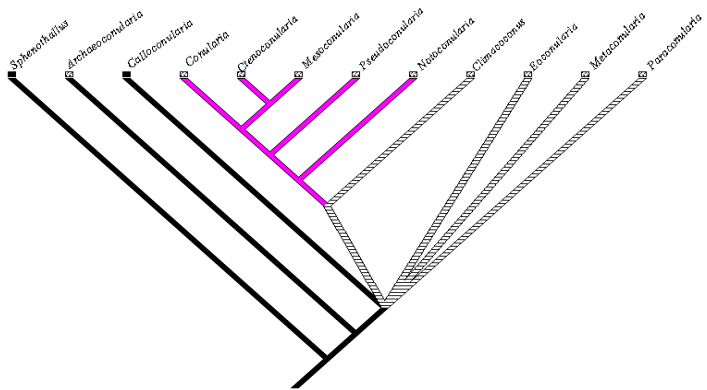 Sphenothallus
Archaeoconularia
Calloconularia
Conularia
Ctenoconularia
Mesoconularia
Pseudoconularia
Notoconularia
Climacoconus
Eoconularia
Metaconularia
Paraconularia